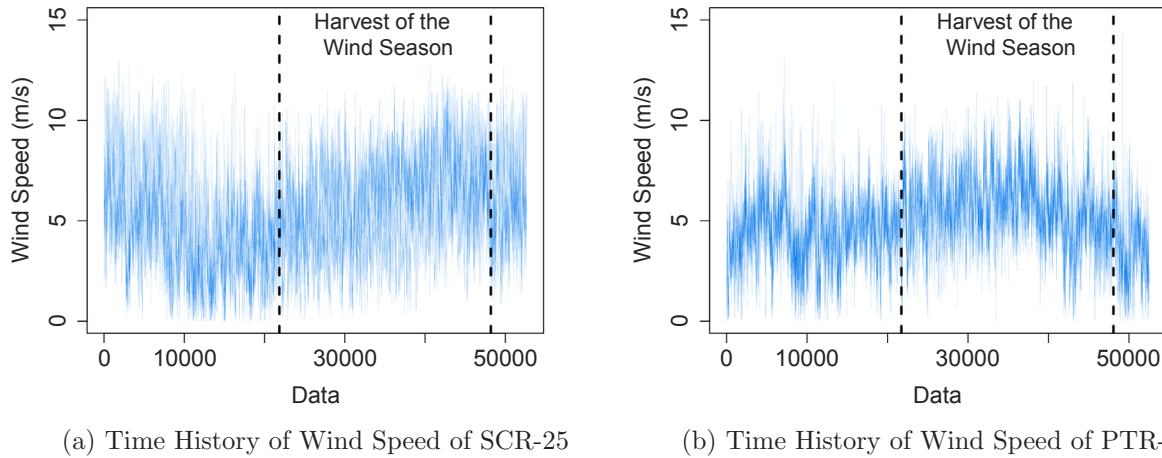 Harvest of the
Wind Season
15
10
5
0
Wind Speed (m/s)
0
10000
30000
50000
Data
(a) Time History of Wind Speed of SCR-25
Harvest of the
Wind Season
15
10
5
0
Wind Speed (m/s)
0
10000
30000
50000
Data
(b) Time History of Wind Speed of PTR-